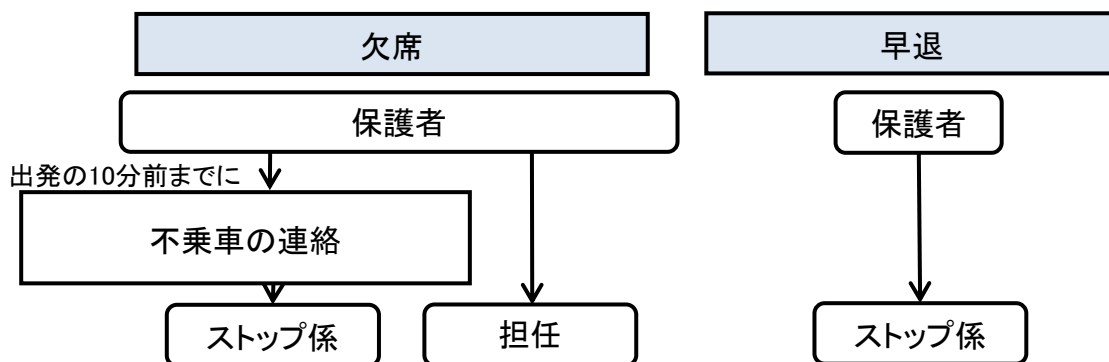 欠席
早退
保護者
保護者
出発の10分前までに
不乗車の連絡
ストップ係
担任
ストップ係